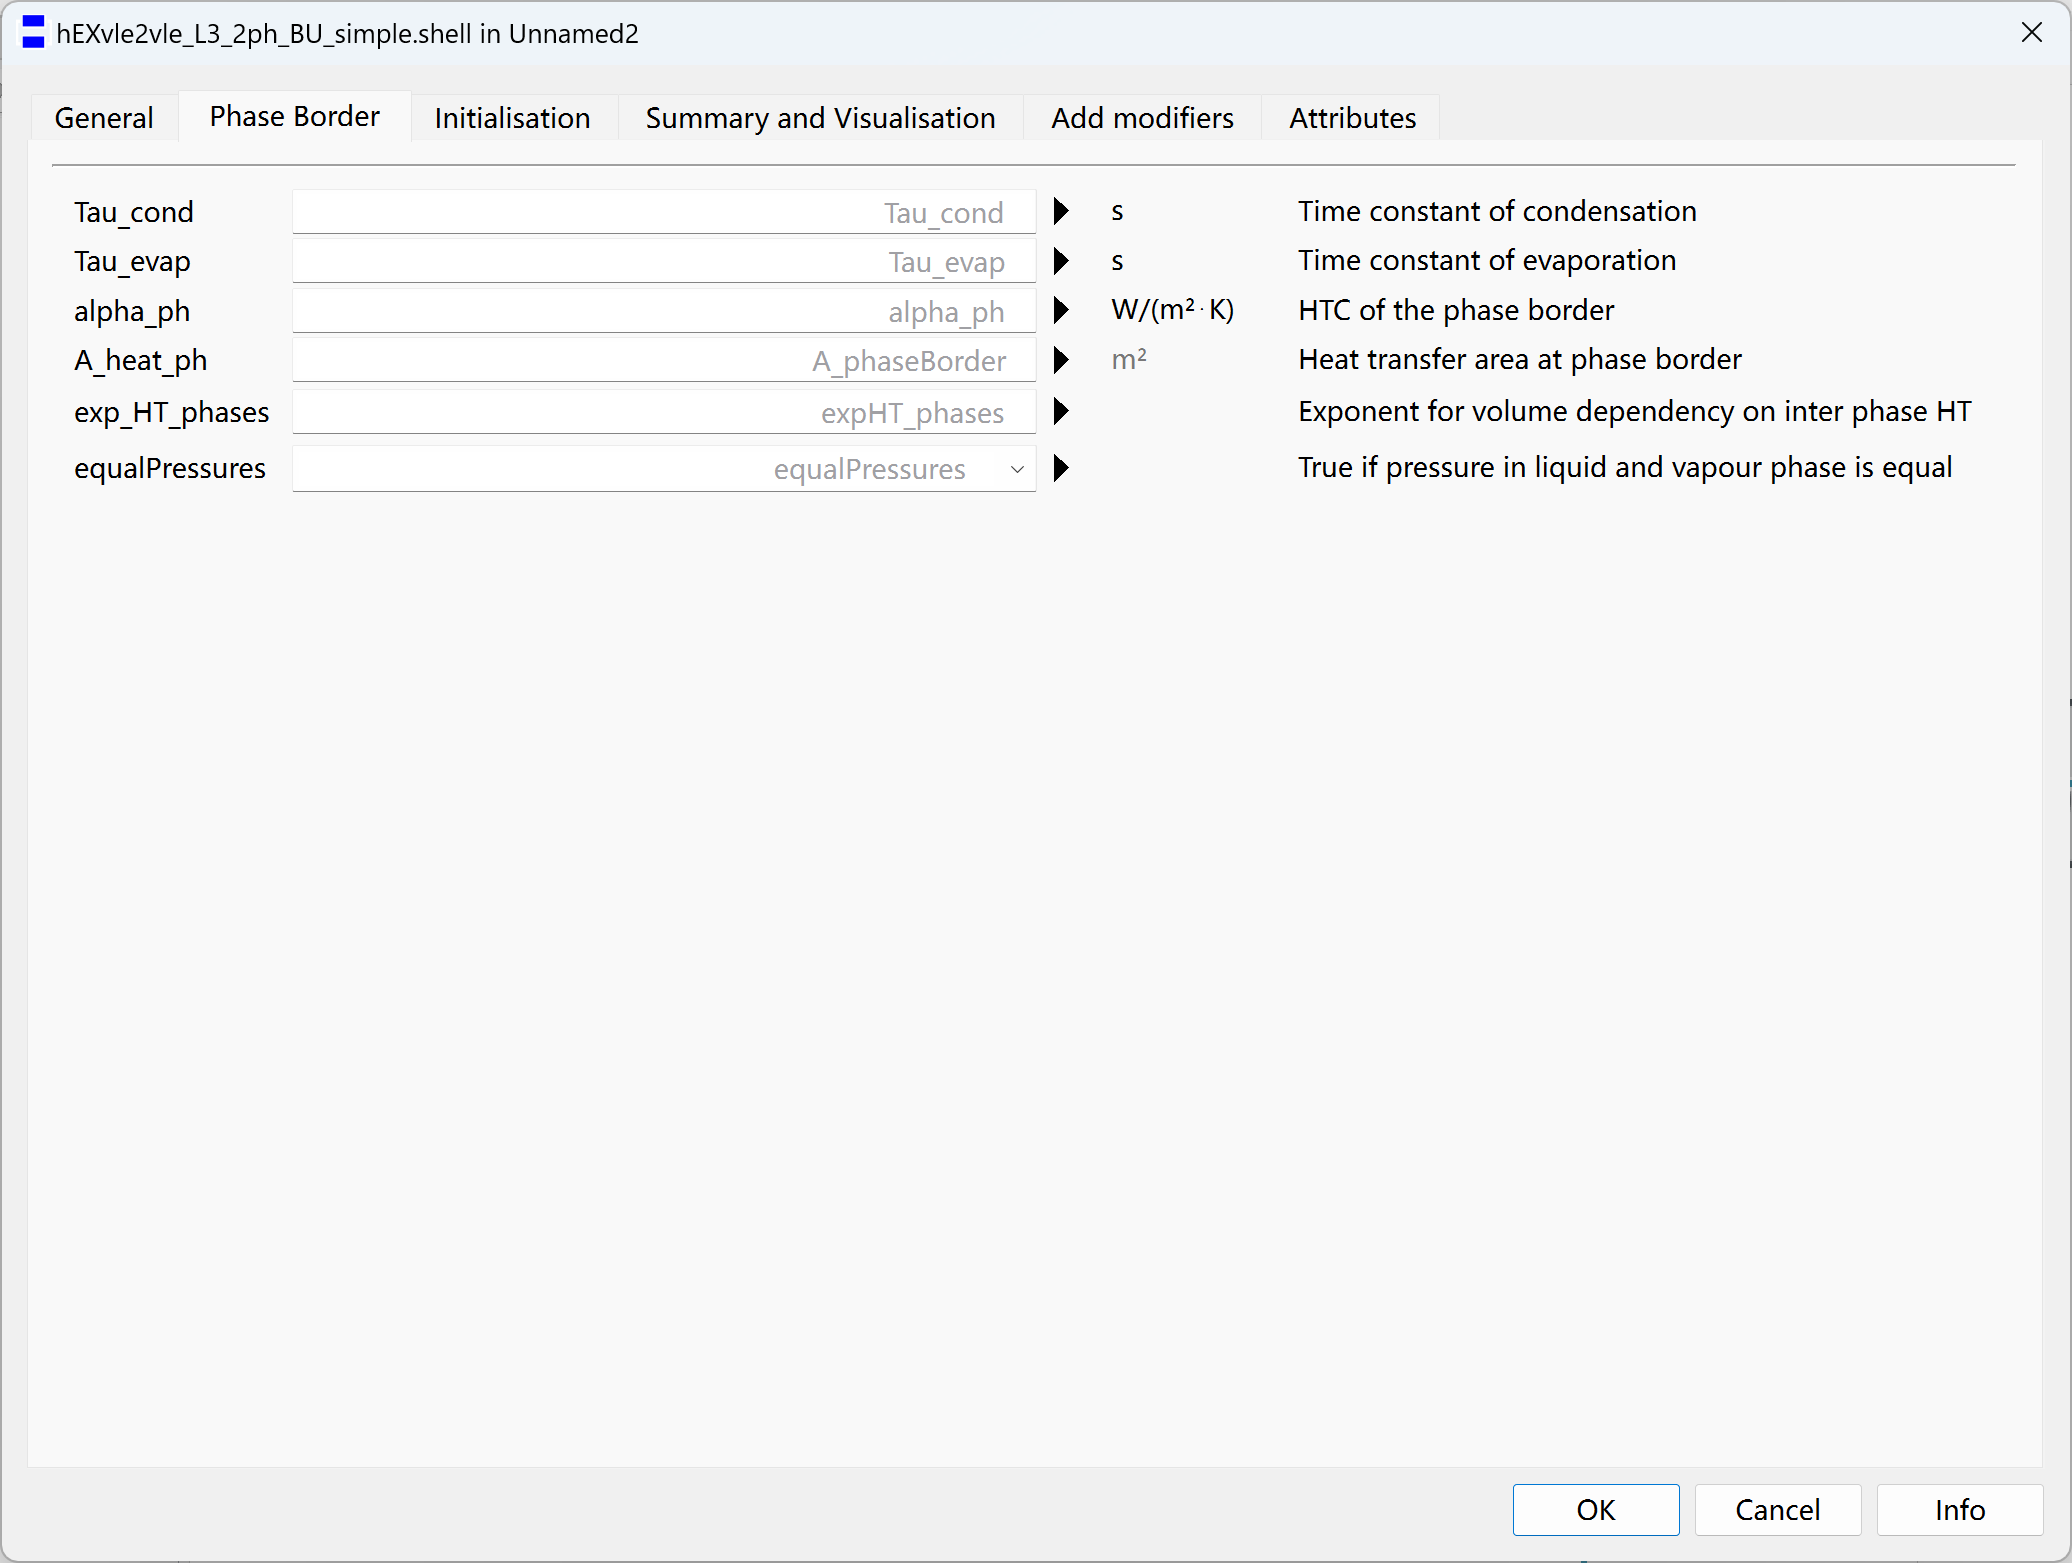 hEXvle2vle_L3_2ph_BU_simple.shell in Unnamed2
General Phase Border Initialisation Summary and Visualisation Add modifiers Attributes
Tau_cond Tau_cond s Time constant of condensation
Tau_evap Tau_evap s Time constant of evaporation
alpha_ph alpha_ph W/(m²·K) HTC of the phase border
A_heat_ph A_phaseBorder m² Heat transfer area at phase border
exp_HT_phases expHT_phases Exponent for volume dependency on inter phase HT
equalPressures equalPressures True if pressure in liquid and vapour phase is equal
OK Cancel Info